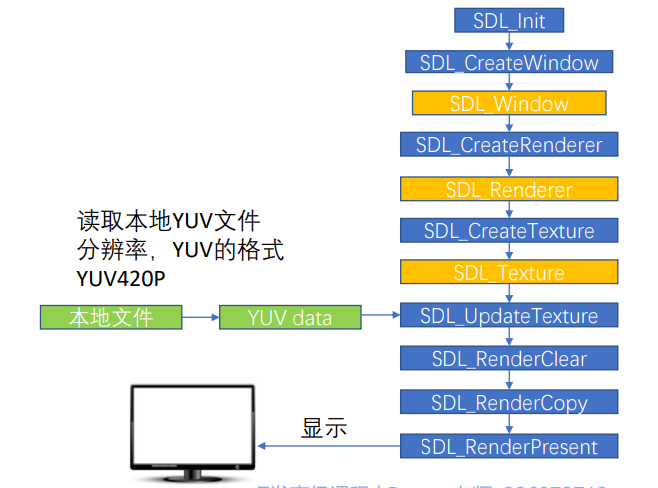 SDL_Init
SDL_CreateWindow
SDL_Window
SDL_CreateRenderer
SDL_Renderer
SDL_CreateTexture
SDL_Texture
读取本地YUV文件
分辨率，YUV的格式
YUV420P
本地文件
YUV data
SDL_UpdateTexture
SDL_RenderClear
SDL_RenderCopy
显示
SDL_RenderPresent